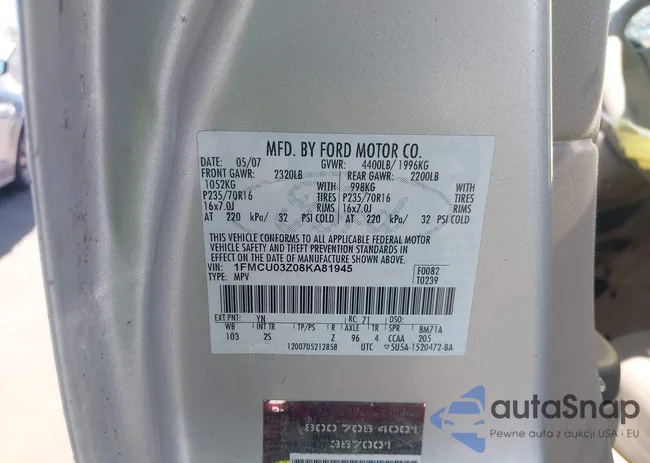 MFD. BY FORD MOTOR CO.
DATE: 05/07 GVWR: 4400LB/ 1996KG
FRONT GAWR: 2320LB REAR GAWR: 2200LB
1052KG WITH 998KG WITH
P235/70R16 TIRES P235/70R16 TIRES
16x7.0J RIMS 16x7.0J RIMS
AT 220 kPa/ 32 PSI COLD AT 220 kPa/ 32 PSI COLD
THIS VEHICLE CONFORMS TO ALL APPLICABLE FEDERAL MOTOR
VEHICLE SAFETY AND THEFT PREVENTION STANDARDS IN
EFFECT ON THE DATE OF MANUFACTURE SHOWN ABOVE.
VIN: 1FMCU03Z08KA81945 F0082
TYPE: MPV T0239
EXT PNT: YN RC: 71
WB INT TR TP/PS R AXLE TR SPR 8M71A
103 2S Z 96 4 CCAA 205
1200705212858 UTC ▽5U5A-1520472-BA
800 705 4001
357001
autaSnap
Pewne auta z aukcji USA i EU